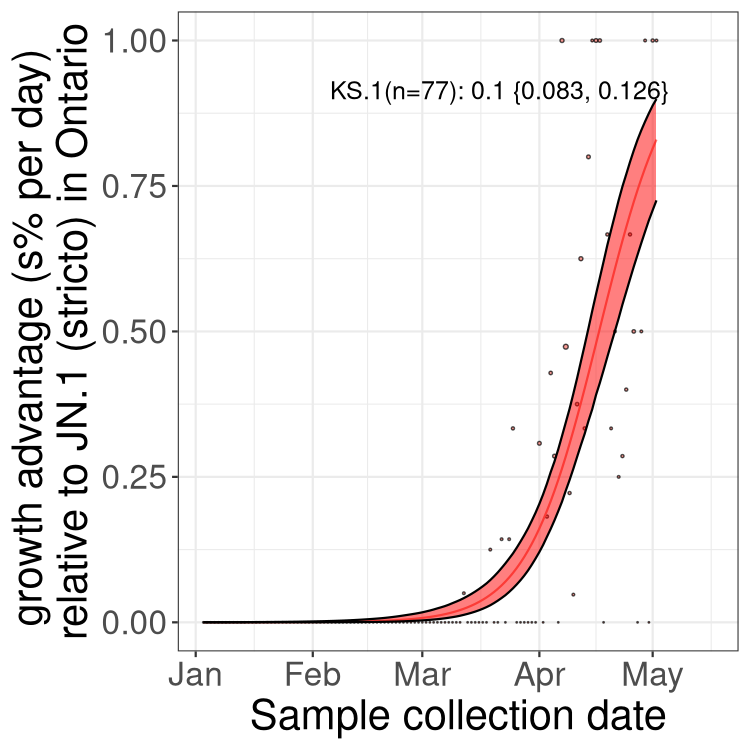 growth advantage (s% per day)
relative to JN.1 (stricto) in Ontario
1.00
0.75
0.50
0.25
0.00
KS.1(n=77): 0.1 {0.083, 0.126}
Jan Feb Mar Apr May
Sample collection date